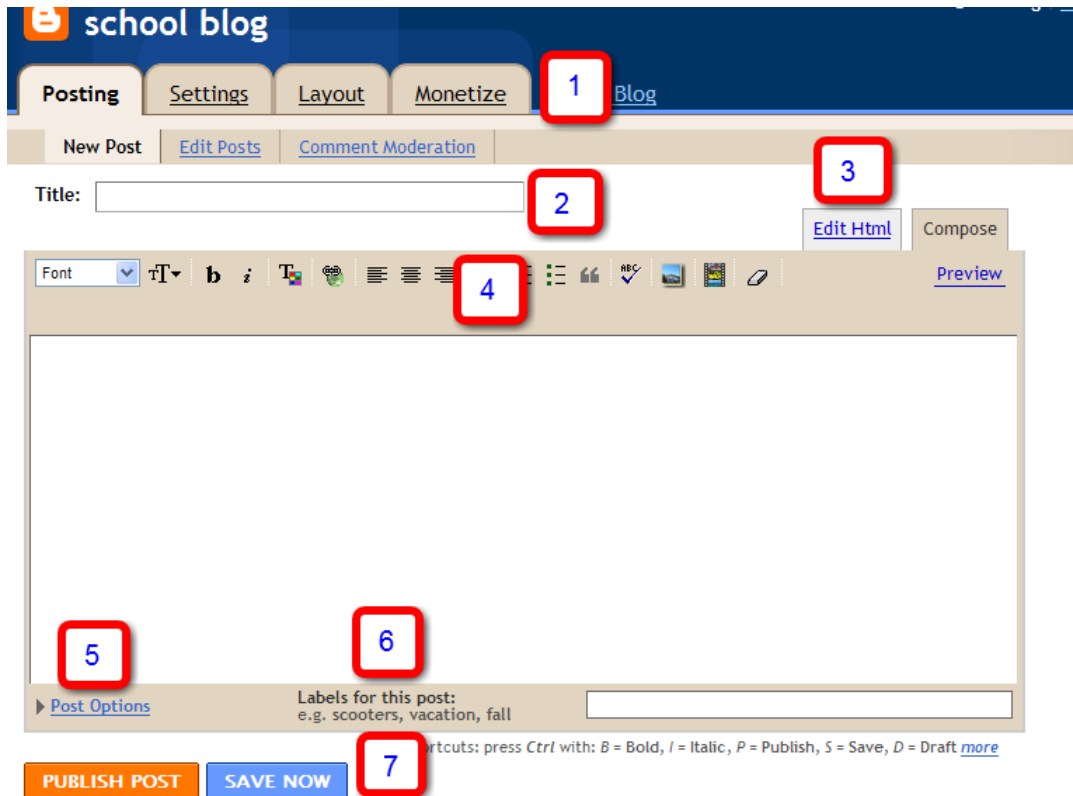 school blog
Posting Settings Layout Monetize 1 Blog
New Post Edit Posts Comment Moderation
3
Title: 2
Edit Html Compose
Font T b i T 4 ABC Preview
5 6
Post Options Labels for this post:
e.g. scooters, vacation, fall
7 rtcuts: press Ctrl with: B = Bold, I = Italic, P = Publish, S = Save, D = Draft more
PUBLISH POST SAVE NOW